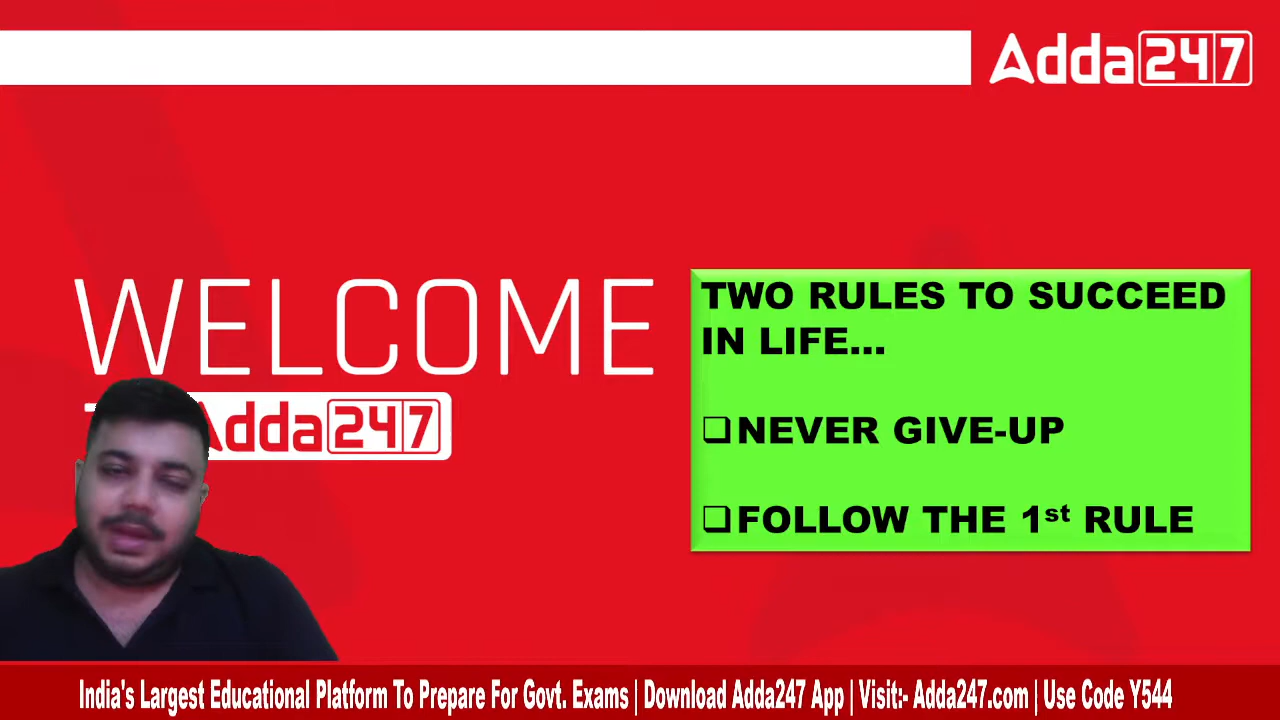 Adda247
WELCOME
Adda247
TWO RULES TO SUCCEED
IN LIFE...
❑NEVER GIVE-UP
❑FOLLOW THE 1st RULE
India's Largest Educational Platform To Prepare For Govt. Exams | Download Adda247 App | Visit:- Adda247.com | Use Code Y544